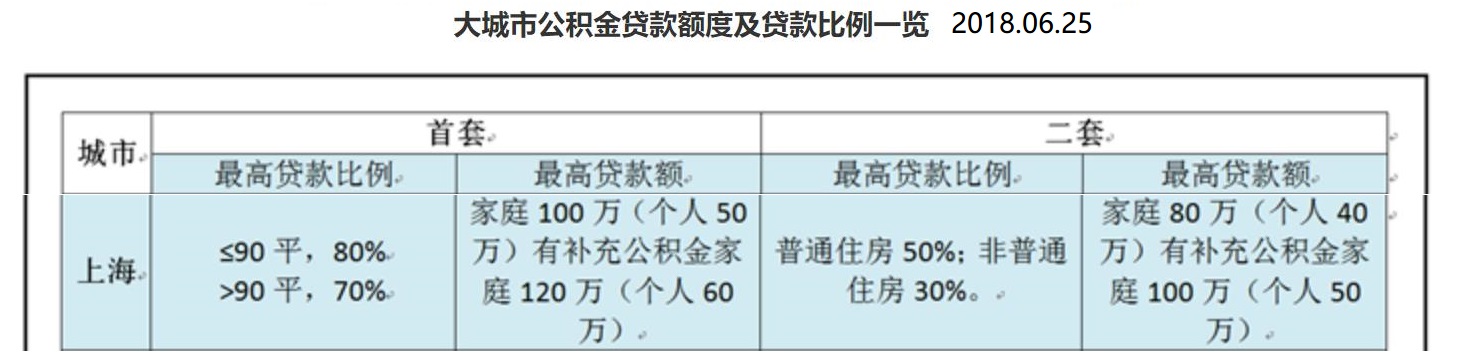 大城市公积金贷款额度及贷款比例一览 2018.06.25
城市 首套 二套
最高贷款比例 最高贷款额 最高贷款比例 最高贷款额
上海
≤90 平，80%
>90 平，70%
家庭 100 万（个人 50
万）有补充公积金家
庭 120 万（个人 60
万）
普通住房 50%；非普通
住房 30%。
家庭 80 万（个人 40
万）有补充公积金家
庭 100 万（个人 50
万）